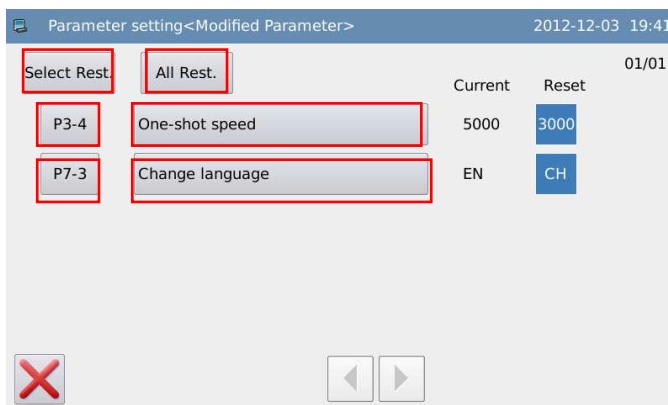 Parameter setting<Modified Parameter> 2012-12-03 19:41
Select Rest. All Rest. 01/01
Current Reset
P3-4 One-shot speed 5000 3000
P7-3 Change language EN CH